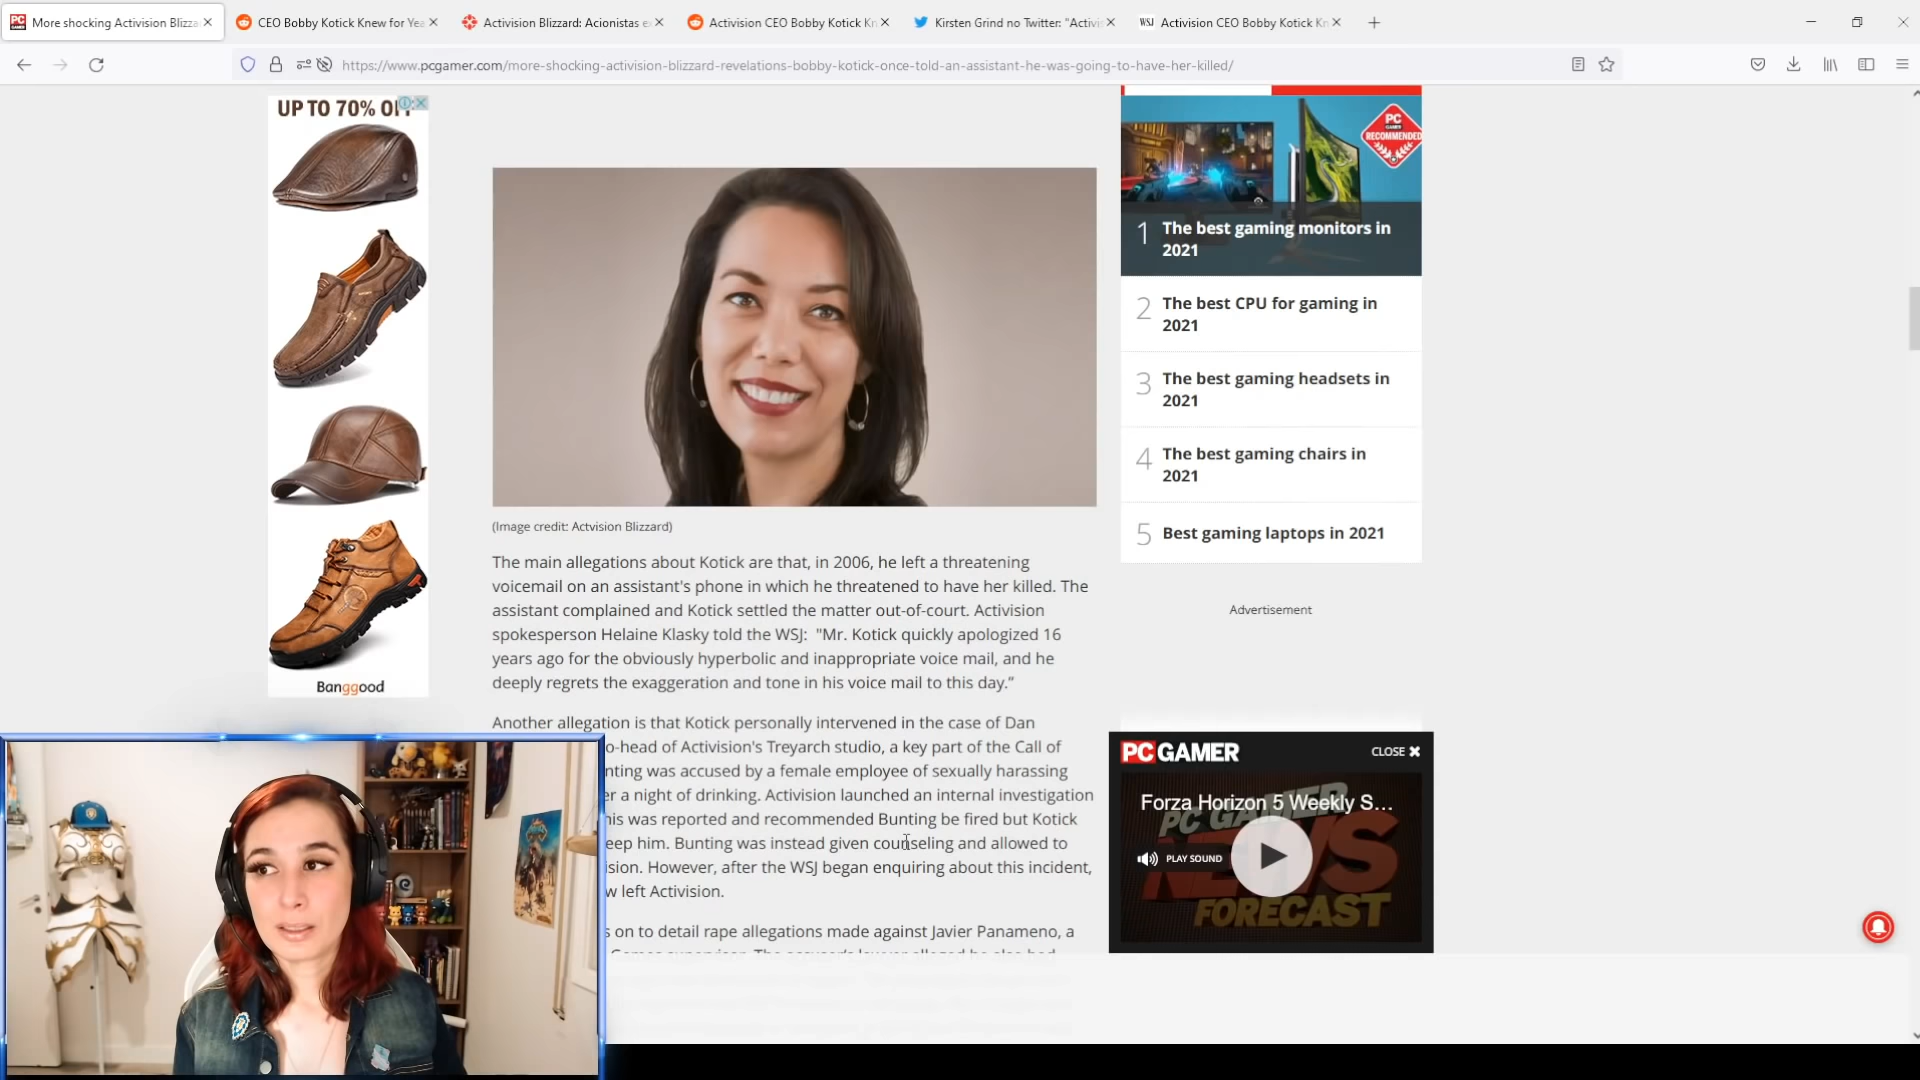 More shocking Activision Blizza
CEO Bobby Kotick Knew for Yea
Activision Blizzard: Acionistas e
Activision CEO Bobby Kotick Kn
Kirsten Grind no Twitter: "Activis
WSJ Activision CEO Bobby Kotick Kn
https://www.pcgamer.com/more-shocking-activision-blizzard-revelations-bobby-kotick-once-told-an-assistant-he-was-going-to-have-her-killed/
UP TO 70% OFF
Banggood
(Image credit: Actvision Blizzard)
The main allegations about Kotick are that, in 2006, he left a threatening
voicemail on an assistant's phone in which he threatened to have her killed. The
assistant complained and Kotick settled the matter out-of-court. Activision
spokesperson Helaine Klasky told the WSJ: "Mr. Kotick quickly apologized 16
years ago for the obviously hyperbolic and inappropriate voice mail, and he
deeply regrets the exaggeration and tone in his voice mail to this day."
Another allegation is that Kotick personally intervened in the case of Dan
o-head of Activision's Treyarch studio, a key part of the Call of
nting was accused by a female employee of sexually harassing
er a night of drinking. Activision launched an internal investigation
his was reported and recommended Bunting be fired but Kotick
eep him. Bunting was instead given counseling and allowed to
ision. However, after the WSJ began enquiring about this incident,
w left Activision.
s on to detail rape allegations made against Javier Panameno, a
PC
GAMER
RECOMMENDED
1 The best gaming monitors in
2021
2 The best CPU for gaming in
2021
3 The best gaming headsets in
2021
4 The best gaming chairs in
2021
5 Best gaming laptops in 2021
Advertisement
PC GAMER
CLOSE ✖
Forza Horizon 5 Weekly S...
PC GAMER
NEWS
FORECAST
PLAY SOUND